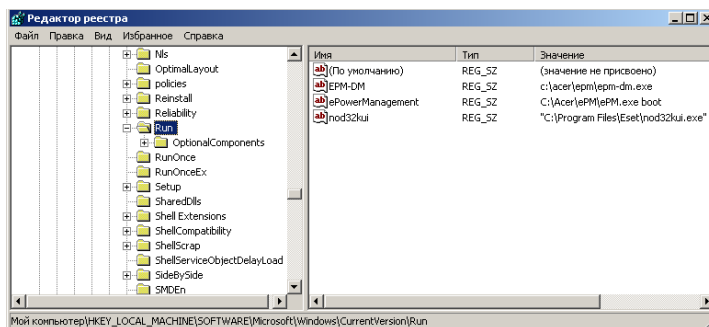 Редактор реестра
Файл Правка Вид Избранное Справка
Nls
OptimalLayout
policies
Reinstall
Reliability
Run
OptionalComponents
RunOnce
RunOnceEx
Setup
SharedDlls
Shell Extensions
ShellCompatibility
ShellScrap
ShellServiceObjectDelayLoad
SideBySide
SMDEn
Имя Тип Значение
(По умолчанию) REG_SZ (значение не присвоено)
EPM-DM REG_SZ c:\acer\epm\epm-dm.exe
ePowerManagement REG_SZ C:\Acer\ePM\ePM.exe boot
nod32kui REG_SZ "C:\Program Files\Eset\nod32kui.exe"
Мой компьютер\HKEY_LOCAL_MACHINE\SOFTWARE\Microsoft\Windows\CurrentVersion\Run